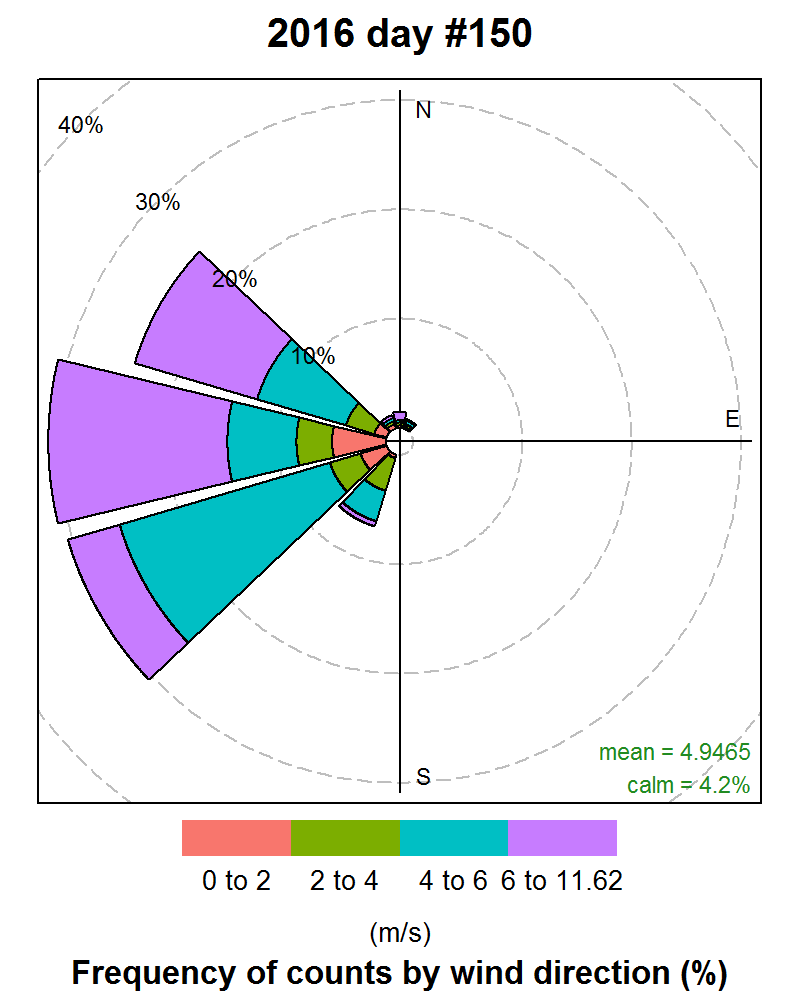 2016 day #150
N
40%
30%
20%
10%
E
mean = 4.9465
S
calm = 4.2%
0 to 2 2 to 4 4 to 6 6 to 11.62
(m/s)
Frequency of counts by wind direction (%)